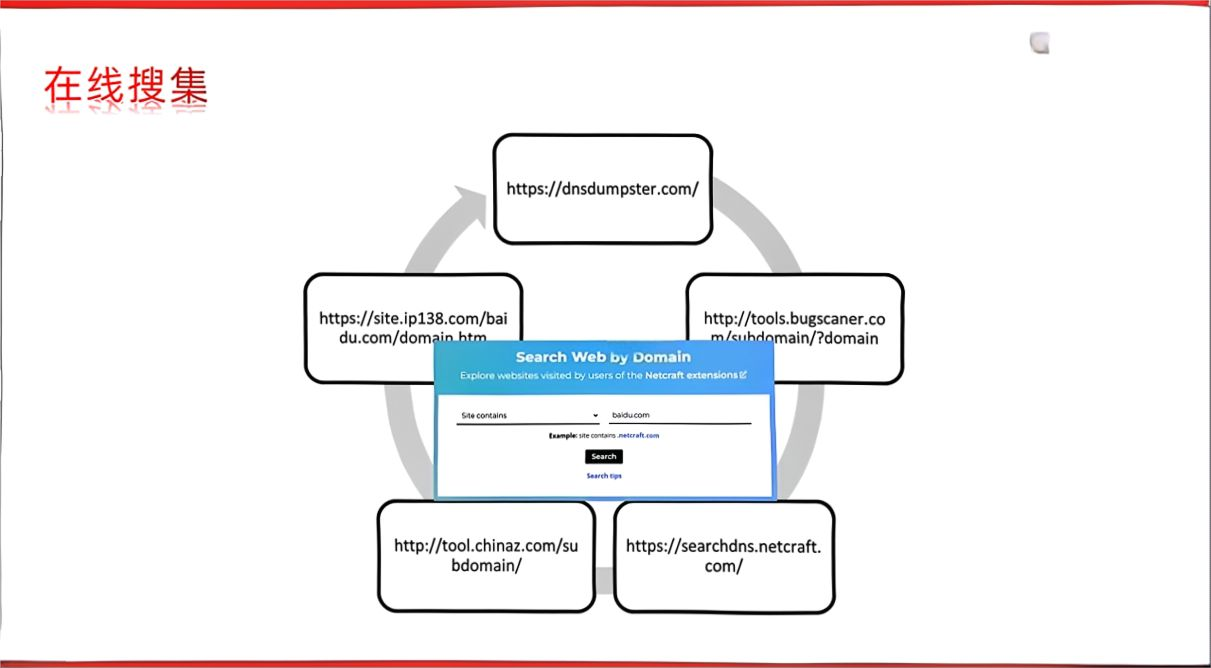 在线搜集
https://dnsdumpster.com/
https://site.ip138.com/bai
du.com/domain.htm
http://tools.bugscaner.co
m/subdomain/?domain
Search Web by Domain
Explore websites visited by users of the Netcraft extensions
Site contains
baidu.com
Example: site contains .netcraft.com
Search
Search tips
http://tool.chinaz.com/su
bdomain/
https://searchdns.netcraft.
com/